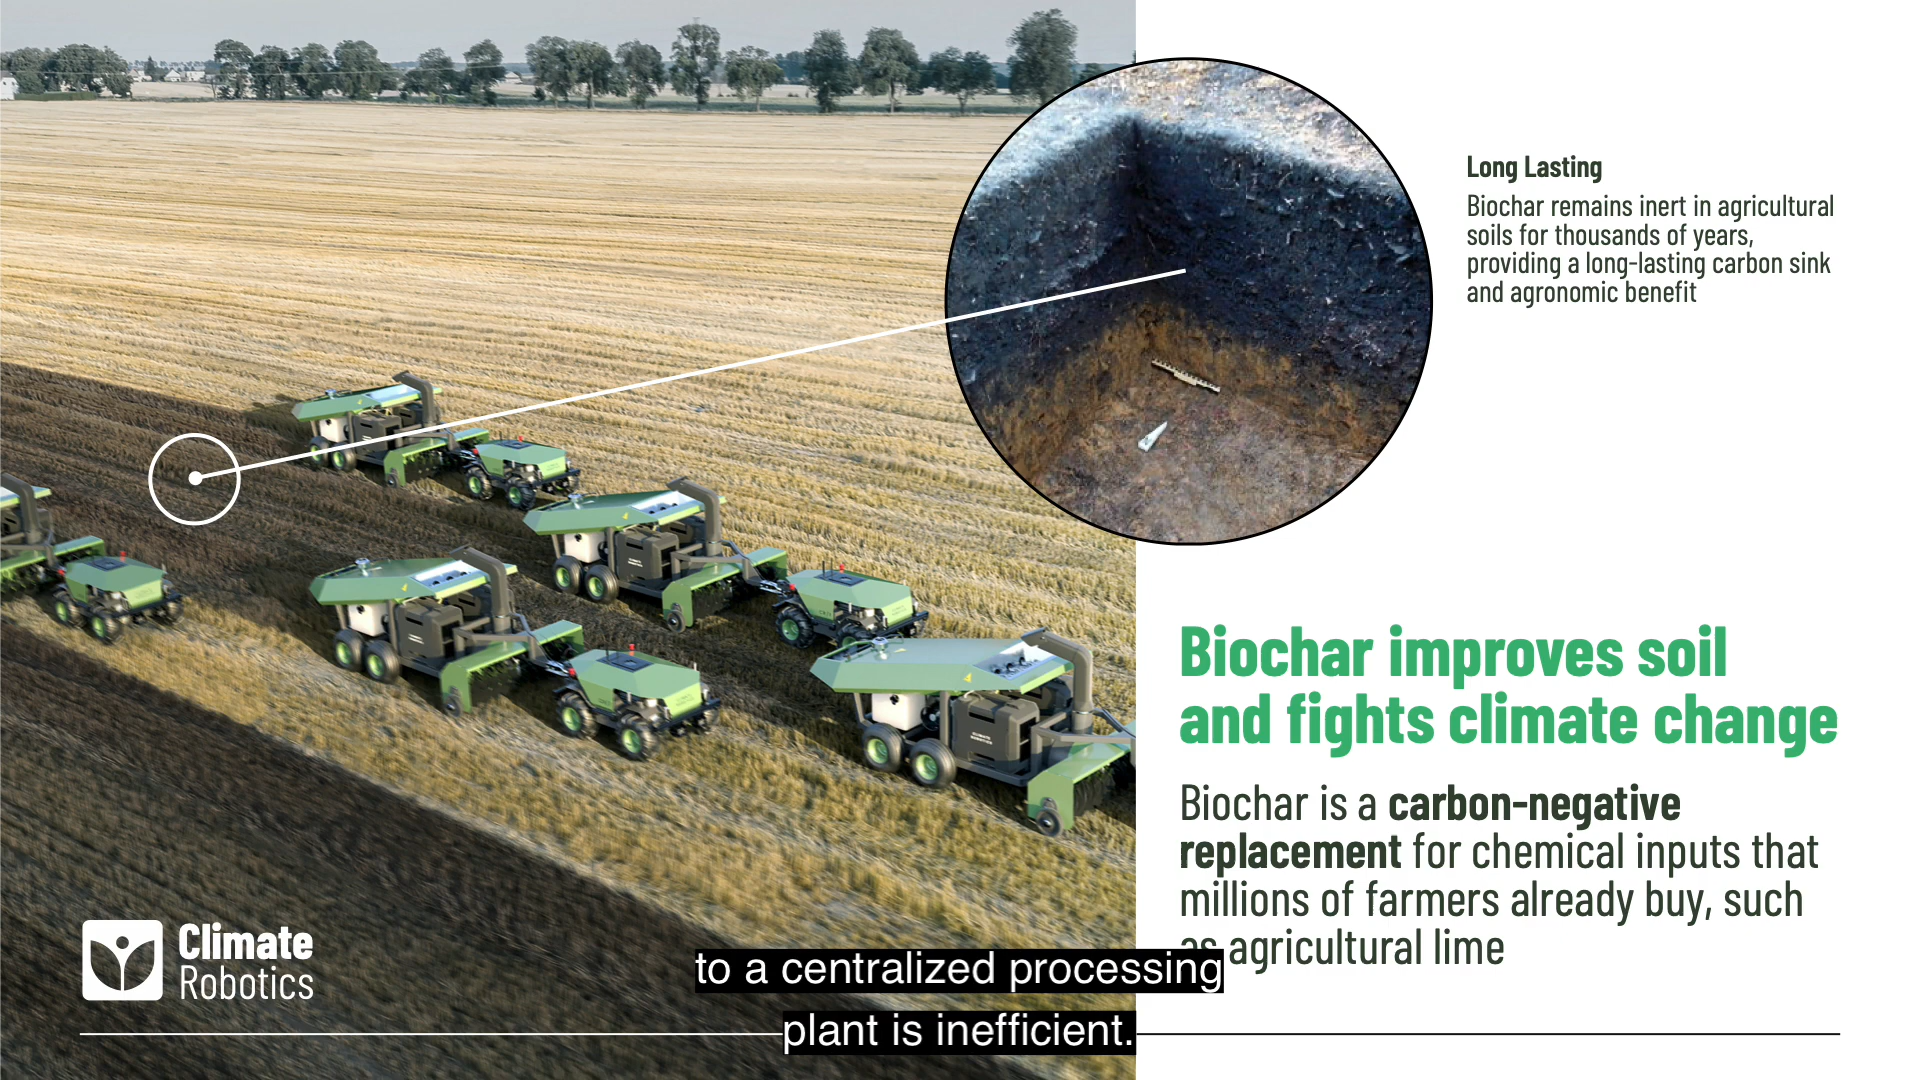 Long Lasting
Biochar remains inert in agricultural
soils for thousands of years,
providing a long-lasting carbon sink
and agronomic benefit
Biochar improves soil
and fights climate change
Biochar is a carbon-negative
replacement for chemical inputs that
millions of farmers already buy, such
as agricultural lime
Climate
Robotics
to a centralized processing
plant is inefficient.